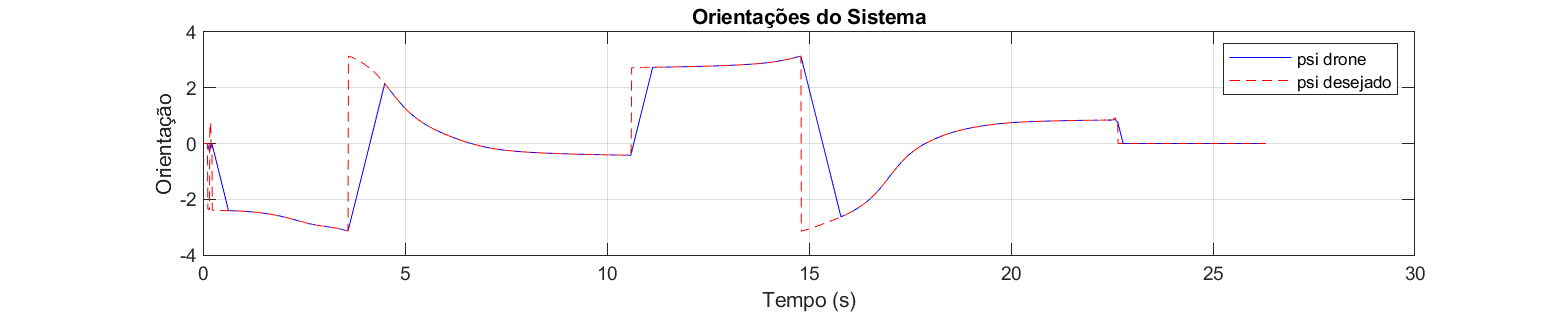 Orientações do Sistema
4
2
0
-2
-4
Orientação
psi drone
psi desejado
0
5
10
15
20
25
30
Tempo (s)